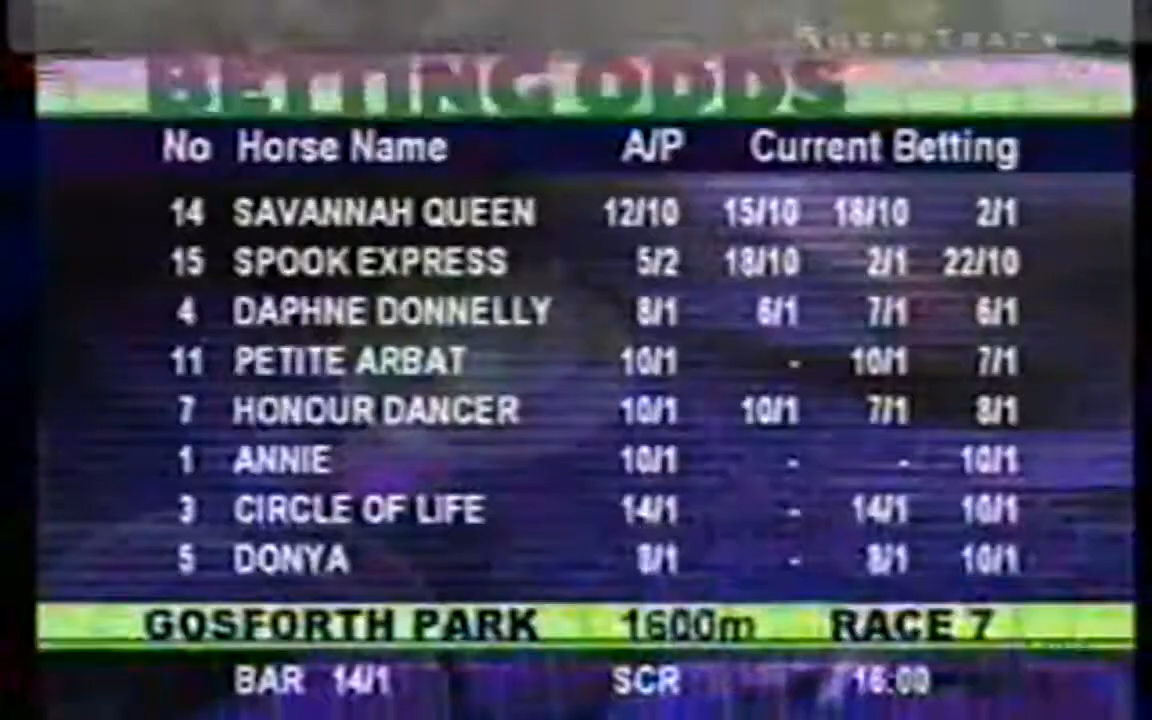 BETTING ODDS
No Horse Name A/P Current Betting
14 SAVANNAH QUEEN 12/10 15/10 18/10 2/1
15 SPOOK EXPRESS 5/2 18/10 2/1 22/10
4 DAPHNE DONNELLY 8/1 6/1 7/1 6/1
11 PETITE ARBAT 10/1 - 10/1 7/1
7 HONOUR DANCER 10/1 10/1 7/1 8/1
1 ANNIE 10/1 - - 10/1
3 CIRCLE OF LIFE 14/1 - 14/1 10/1
5 DONYA 8/1 - 8/1 10/1
GOSFORTH PARK 1600m RACE 7
BAR 14/1 SCR 16:00